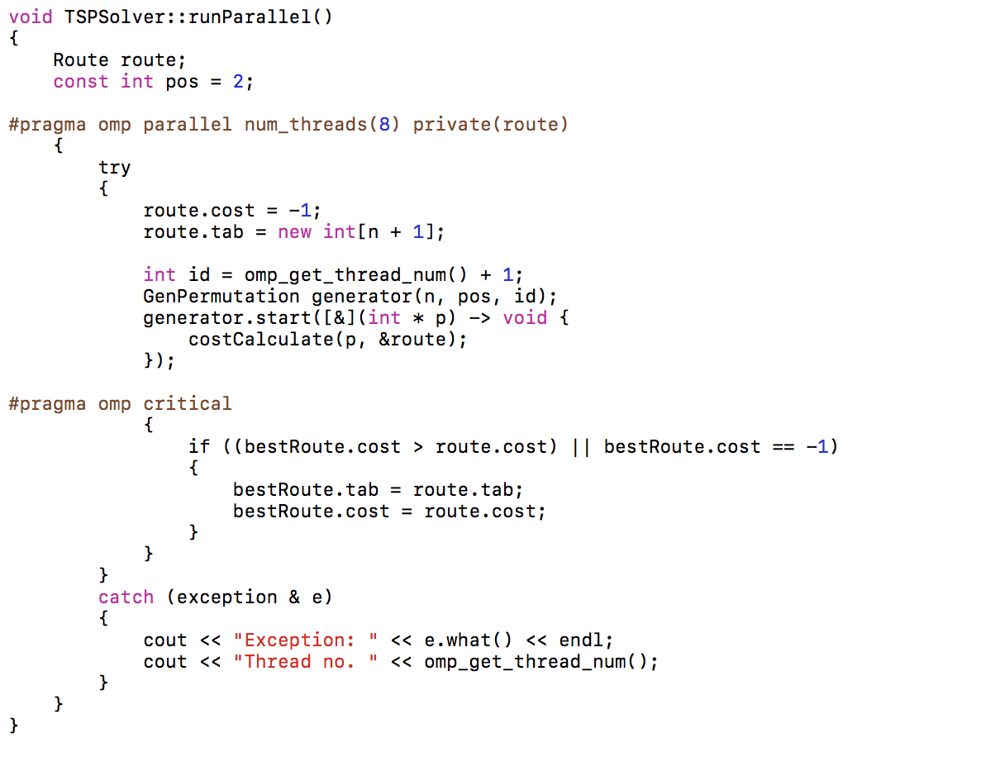 void TSPSolver::runParallel()
{
    Route route;
    const int pos = 2;

#pragma omp parallel num_threads(8) private(route)
    {
        try
        {
            route.cost = -1;
            route.tab = new int[n + 1];

            int id = omp_get_thread_num() + 1;
            GenPermutation generator(n, pos, id);
            generator.start([&](int * p) -> void {
                costCalculate(p, &route);
            });

#pragma omp critical
            {
                if ((bestRoute.cost > route.cost) || bestRoute.cost == -1)
                {
                    bestRoute.tab = route.tab;
                    bestRoute.cost = route.cost;
                }
            }
        }
        catch (exception & e)
        {
            cout << "Exception: " << e.what() << endl;
            cout << "Thread no. " << omp_get_thread_num();
        }
    }
}